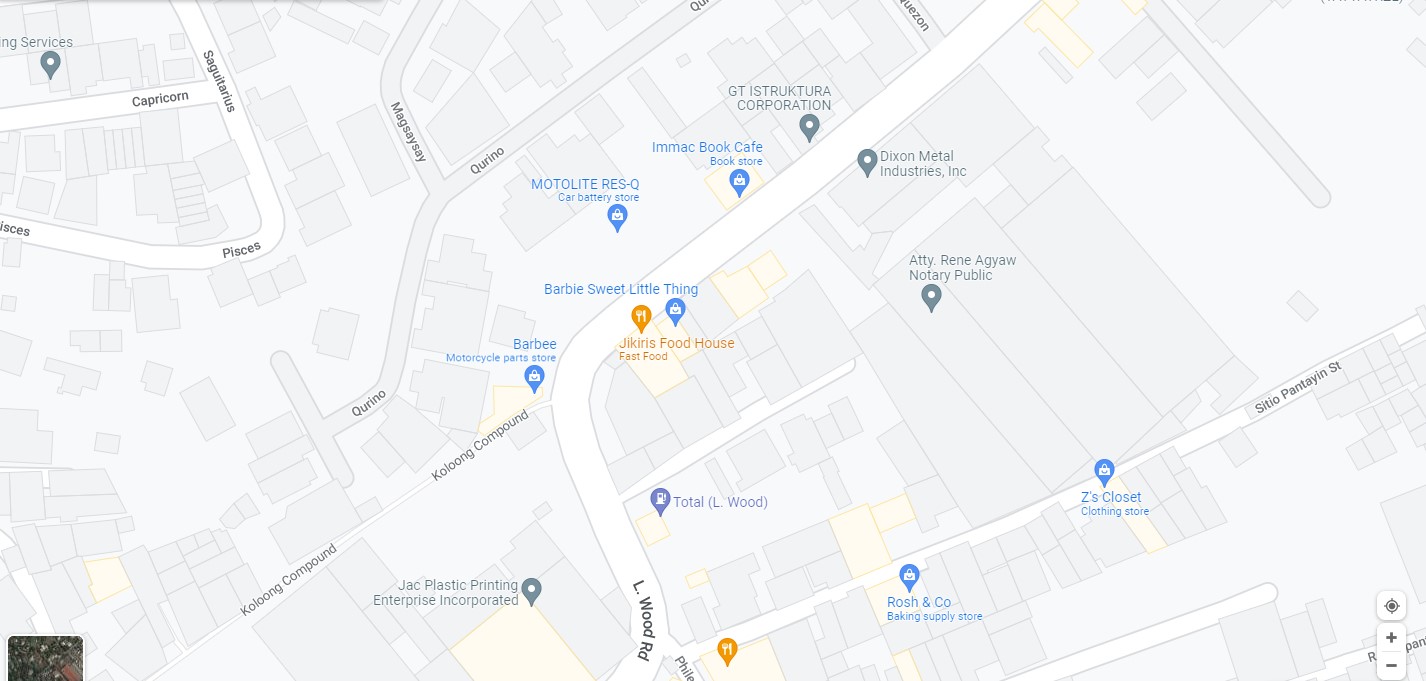 ing Services
Saguitarius
Capricorn
Magsaysay
Qurino
Quezon
GT ISTRUKTURA
CORPORATION
Immac Book Cafe
Book store
Dixon Metal
Industries, Inc
MOTOLITE RES-Q
Car battery store
isces
Pisces
Atty. Rene Agyaw
Notary Public
Barbie Sweet Little Thing
Jikiris Food House
Fast Food
Barbee
Motorcycle parts store
Qurino
Koloong Compound
Sitio Pantayin St
Total (L. Wood)
Z's Closet
Clothing store
Koloong Compound
Jac Plastic Printing
Enterprise Incorporated
L. Wood Rd
Rosh & Co
Baking supply store
Phile